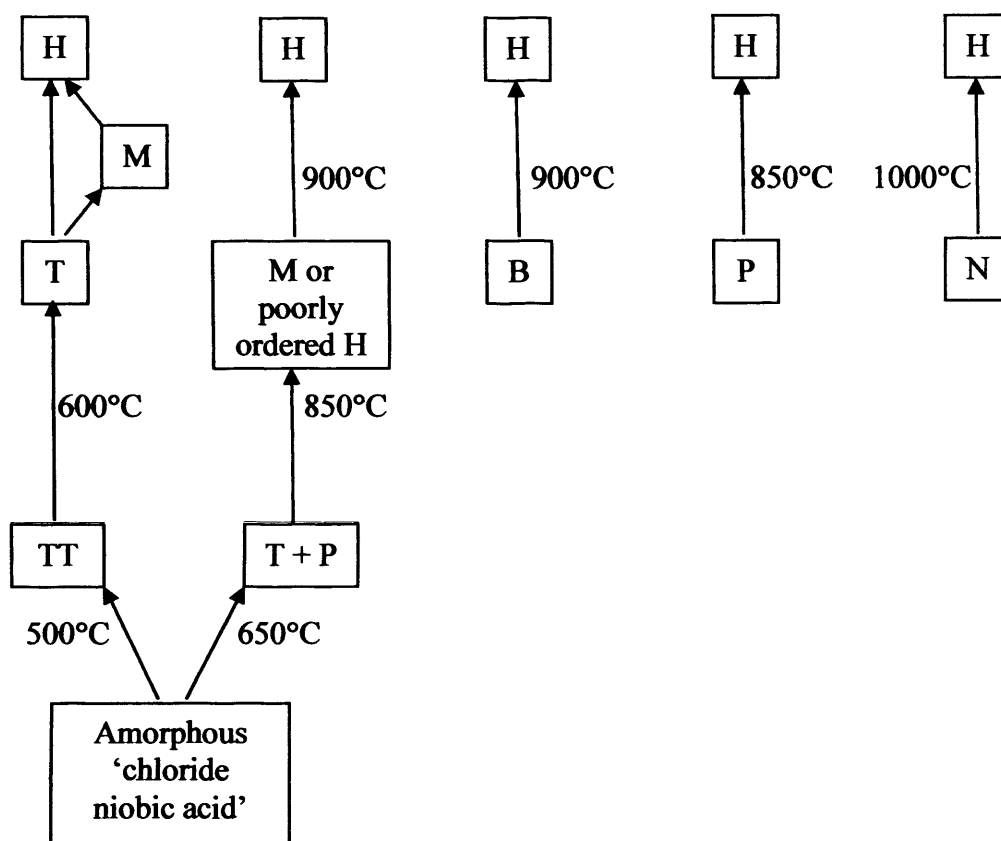 H
H
H
H
H
M
900°C
900°C
850°C
1000°C
T
M or
poorly
ordered H
B
P
N
600°C
850°C
TT
T + P
500°C
650°C
Amorphous
‘chloride
niobic acid’